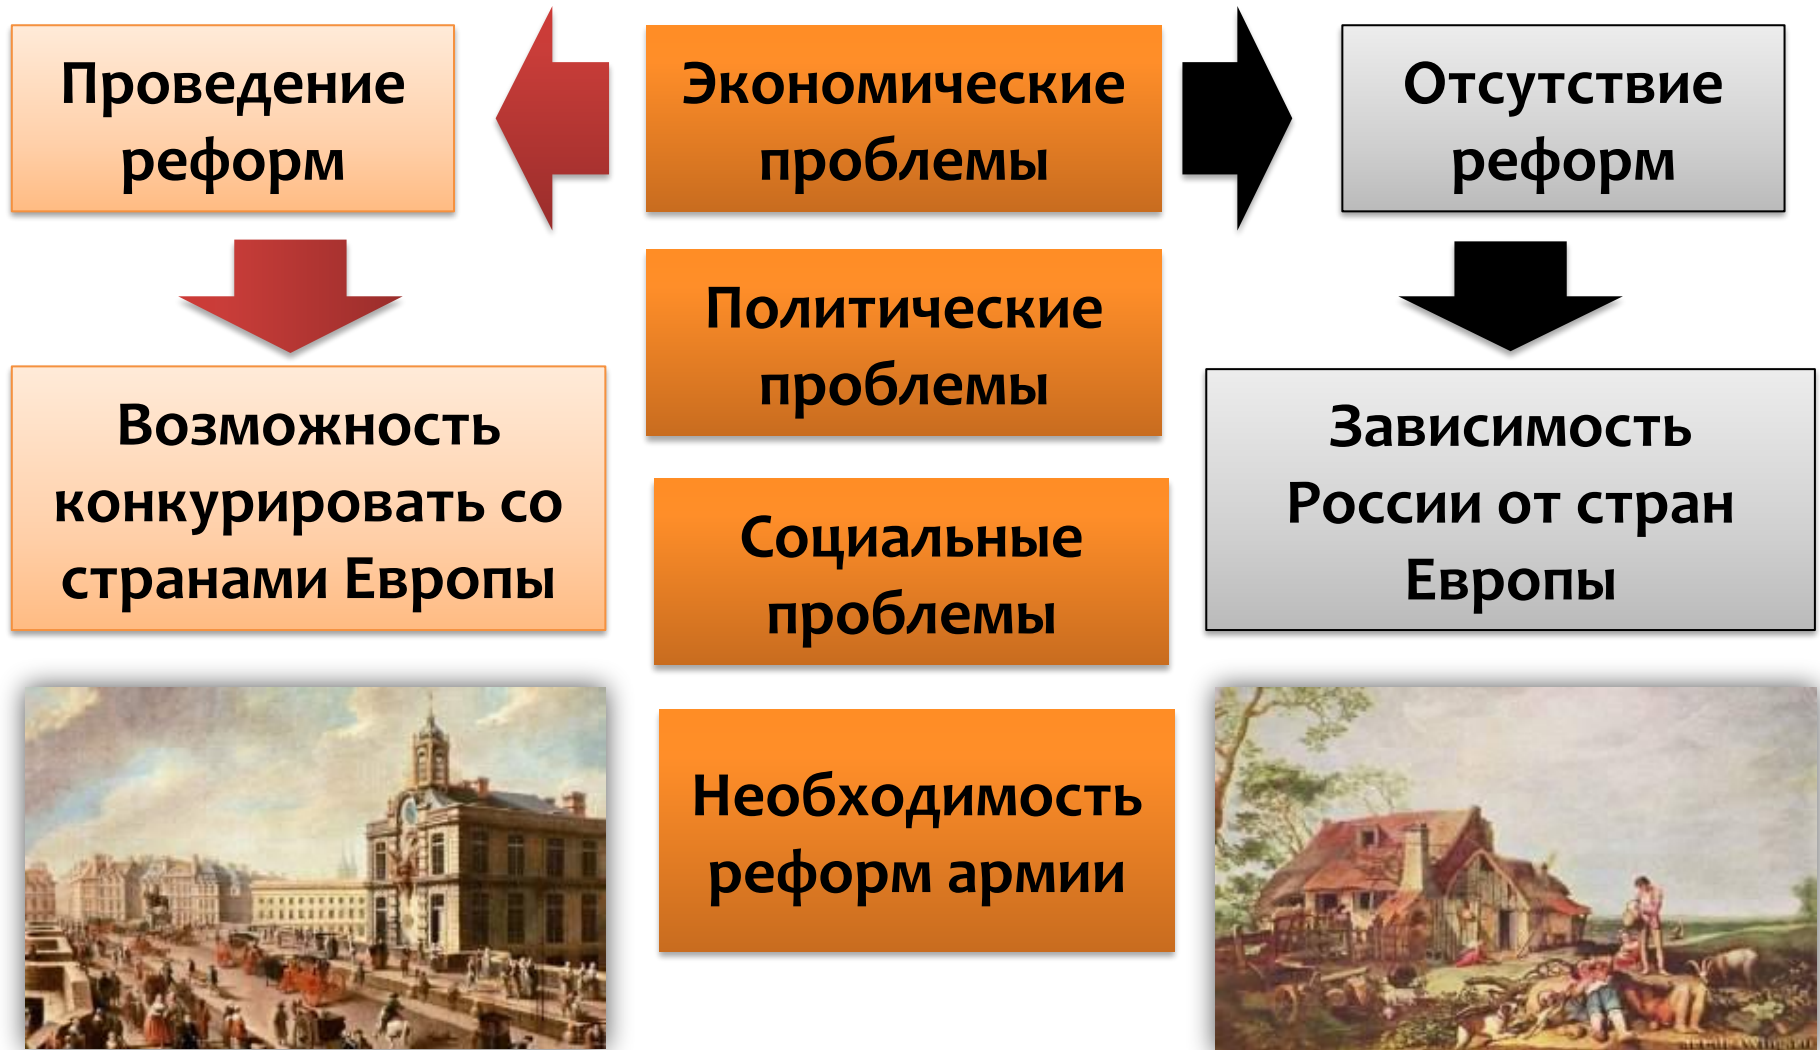 Проведение
реформ
Экономические
проблемы
Отсутствие
реформ
Политические
проблемы
Возможность
конкурировать со
странами Европы
Зависимость
России от стран
Европы
Социальные
проблемы
Необходимость
реформ армии